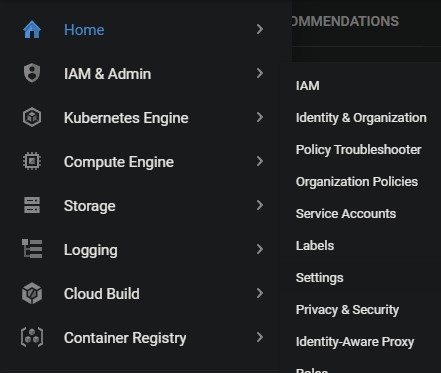 Home
IAM & Admin
Kubernetes Engine
Compute Engine
Storage
Logging
Cloud Build
Container Registry
OMMENDATIONS
IAM
Identity & Organization
Policy Troubleshooter
Organization Policies
Service Accounts
Labels
Settings
Privacy & Security
Identity-Aware Proxy
Roles